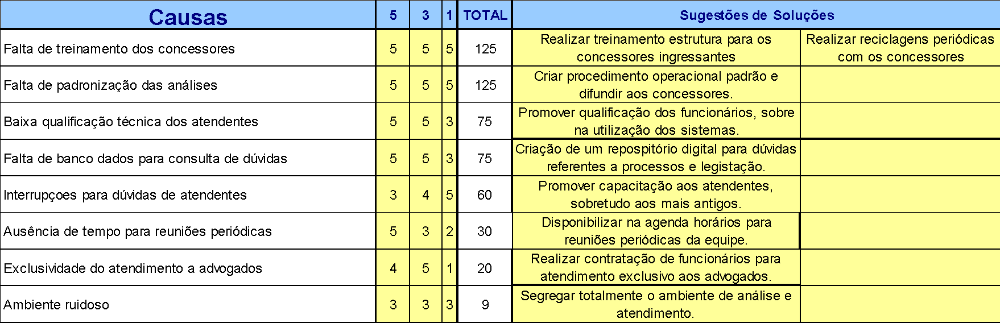 Causas 5 3 1 TOTAL Sugestões de Soluções
Falta de treinamento dos concessores 5 5 5 125 Realizar treinamento estrutura para os concessores ingressantes Realizar reciclagens periódicas com os concessores
Falta de padronização das análises 5 5 5 125 Criar procedimento operacional padrão e difundir aos concessores.
Baixa qualificação técnica dos atendentes 5 5 3 75 Promover qualificação dos funcionários, sobre na utilização dos sistemas.
Falta de banco dados para consulta de dúvidas 5 5 3 75 Criação de um repospitório digital para dúvidas referentes a processos e legistação.
Interrupçoes para dúvidas de atendentes 3 4 5 60 Promover capacitação aos atendentes, sobretudo aos mais antigos.
Ausência de tempo para reuniões periódicas 5 3 2 30 Disponibilizar na agenda horários para reuniões periódicas da equipe.
Exclusividade do atendimento a advogados 4 5 1 20 Realizar contratação de funcionários para atendimento exclusivo aos advogados.
Ambiente ruidoso 3 3 3 9 Segregar totalmente o ambiente de análise e atendimento.